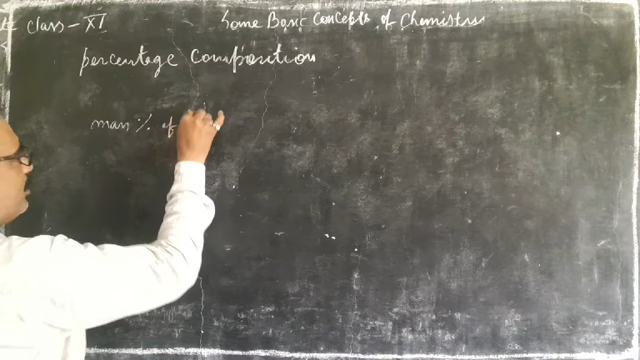 Class - XI
Some Basic Concepts of Chemistry
percentage composition
mass % of